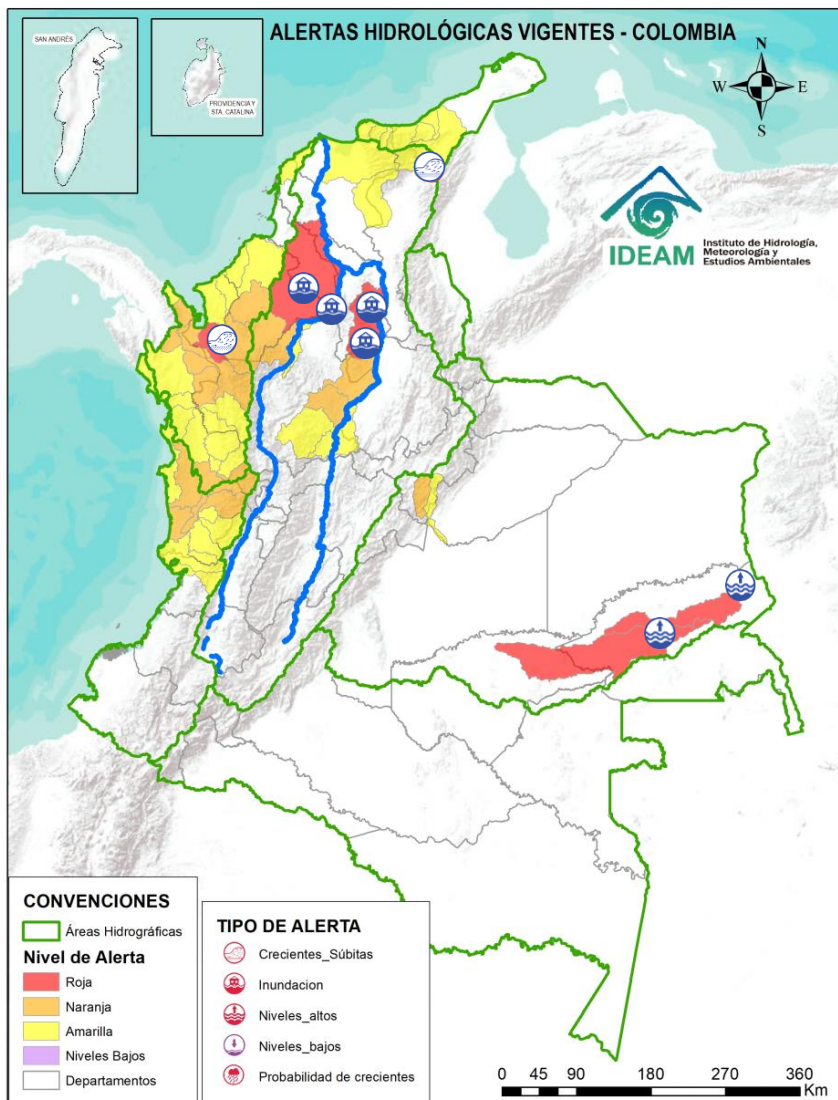 ALERTAS HIDROLÓGICAS VIGENTES - COLOMBIA
SAN ANDRÉS
PROVIDENCIA Y
STA. CATALINA
N
W
E
S
IDEAM
Instituto de Hidrología,
Meteorología y
Estudios Ambientales
CONVENCIONES
Áreas Hidrográficas
Nivel de Alerta
Roja
Naranja
Amarilla
Niveles Bajos
Departamentos
TIPO DE ALERTA
Crecientes_Súbitas
Inundacion
Niveles_altos
Niveles_bajos
Probabilidad de crecientes
0 45 90 180 270 360
Km